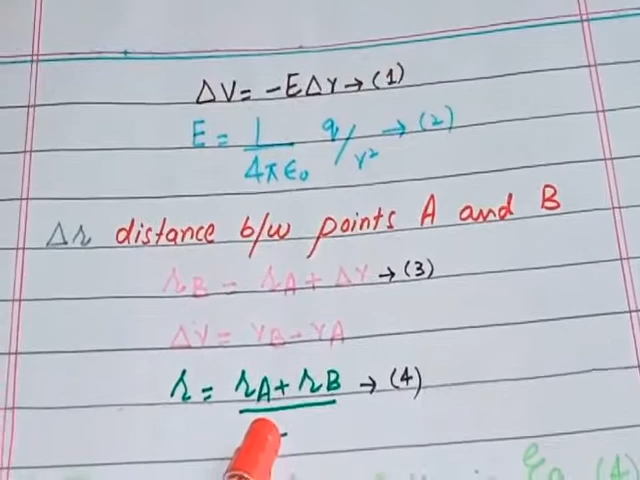 ΔV = -EΔr → (1)
E = 1/4πε₀ q/r² → (2)
Δr distance b/w points A and B
rB = rA + Δr → (3)
Δr = rB - rA
r = rA + rB → (4)